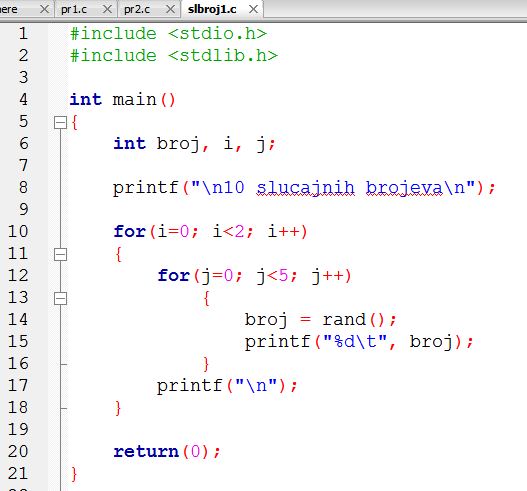 ere pr1.c pr2.c slbroj1.c
1 #include <stdio.h>
2 #include <stdlib.h>
3
4 int main()
5 {
6 int broj, i, j;
7
8 printf("\n10 slucajnih brojeva\n");
9
10 for(i=0; i<2; i++)
11 {
12 for(j=0; j<5; j++)
13 {
14 broj = rand();
15 printf("%d\t", broj);
16 }
17 printf("\n");
18 }
19
20 return(0);
21 }